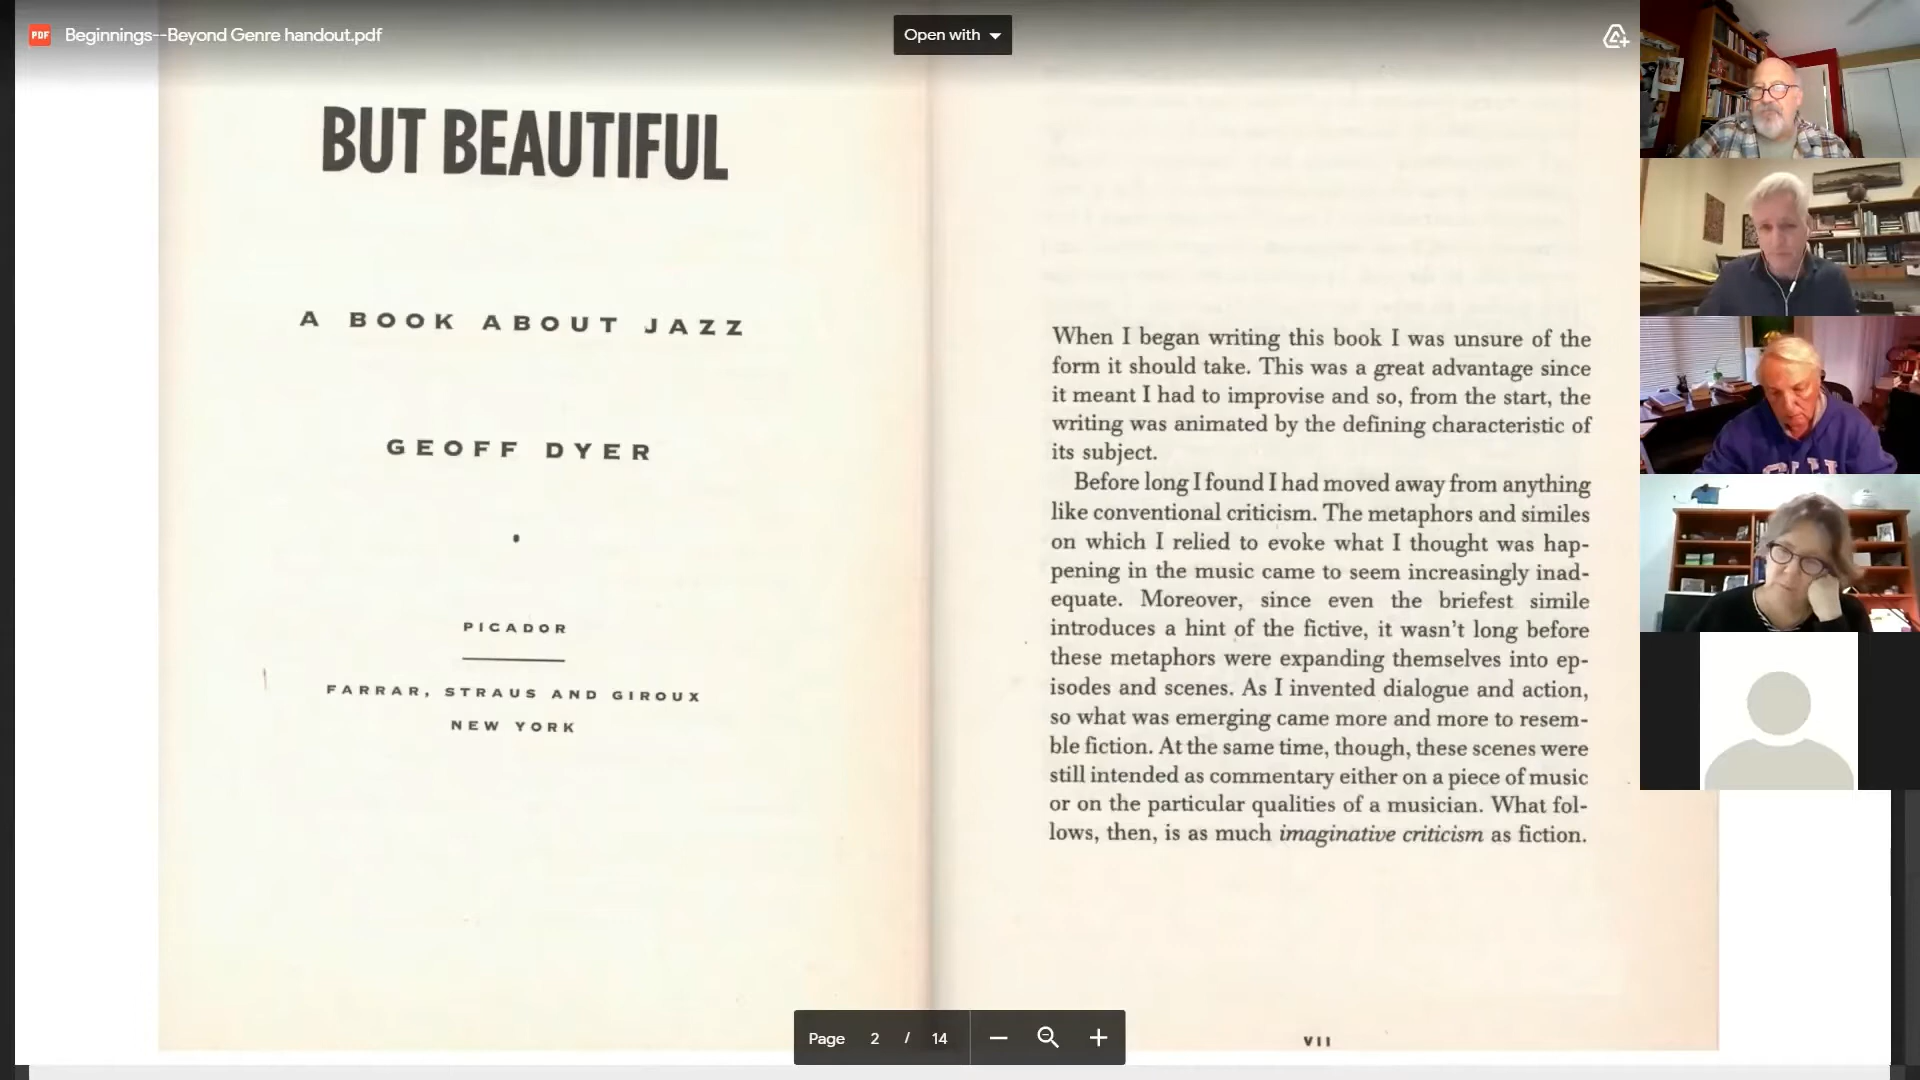 Beginnings--Beyond Genre handout.pdf
Open with
BUT BEAUTIFUL
A BOOK ABOUT JAZZ
GEOFF DYER
PICADOR
FARRAR, STRAUS AND GIROUX
NEW YORK
When I began writing this book I was unsure of the
form it should take. This was a great advantage since
it meant I had to improvise and so, from the start, the
writing was animated by the defining characteristic of
its subject.
Before long I found I had moved away from anything
like conventional criticism. The metaphors and similes
on which I relied to evoke what I thought was hap-
pening in the music came to seem increasingly inad-
equate. Moreover, since even the briefest simile
introduces a hint of the fictive, it wasn't long before
these metaphors were expanding themselves into ep-
isodes and scenes. As I invented dialogue and action,
so what was emerging came more and more to resem-
ble fiction. At the same time, though, these scenes were
still intended as commentary either on a piece of music
or on the particular qualities of a musician. What fol-
lows, then, is as much imaginative criticism as fiction.
VII
Page 2 / 14